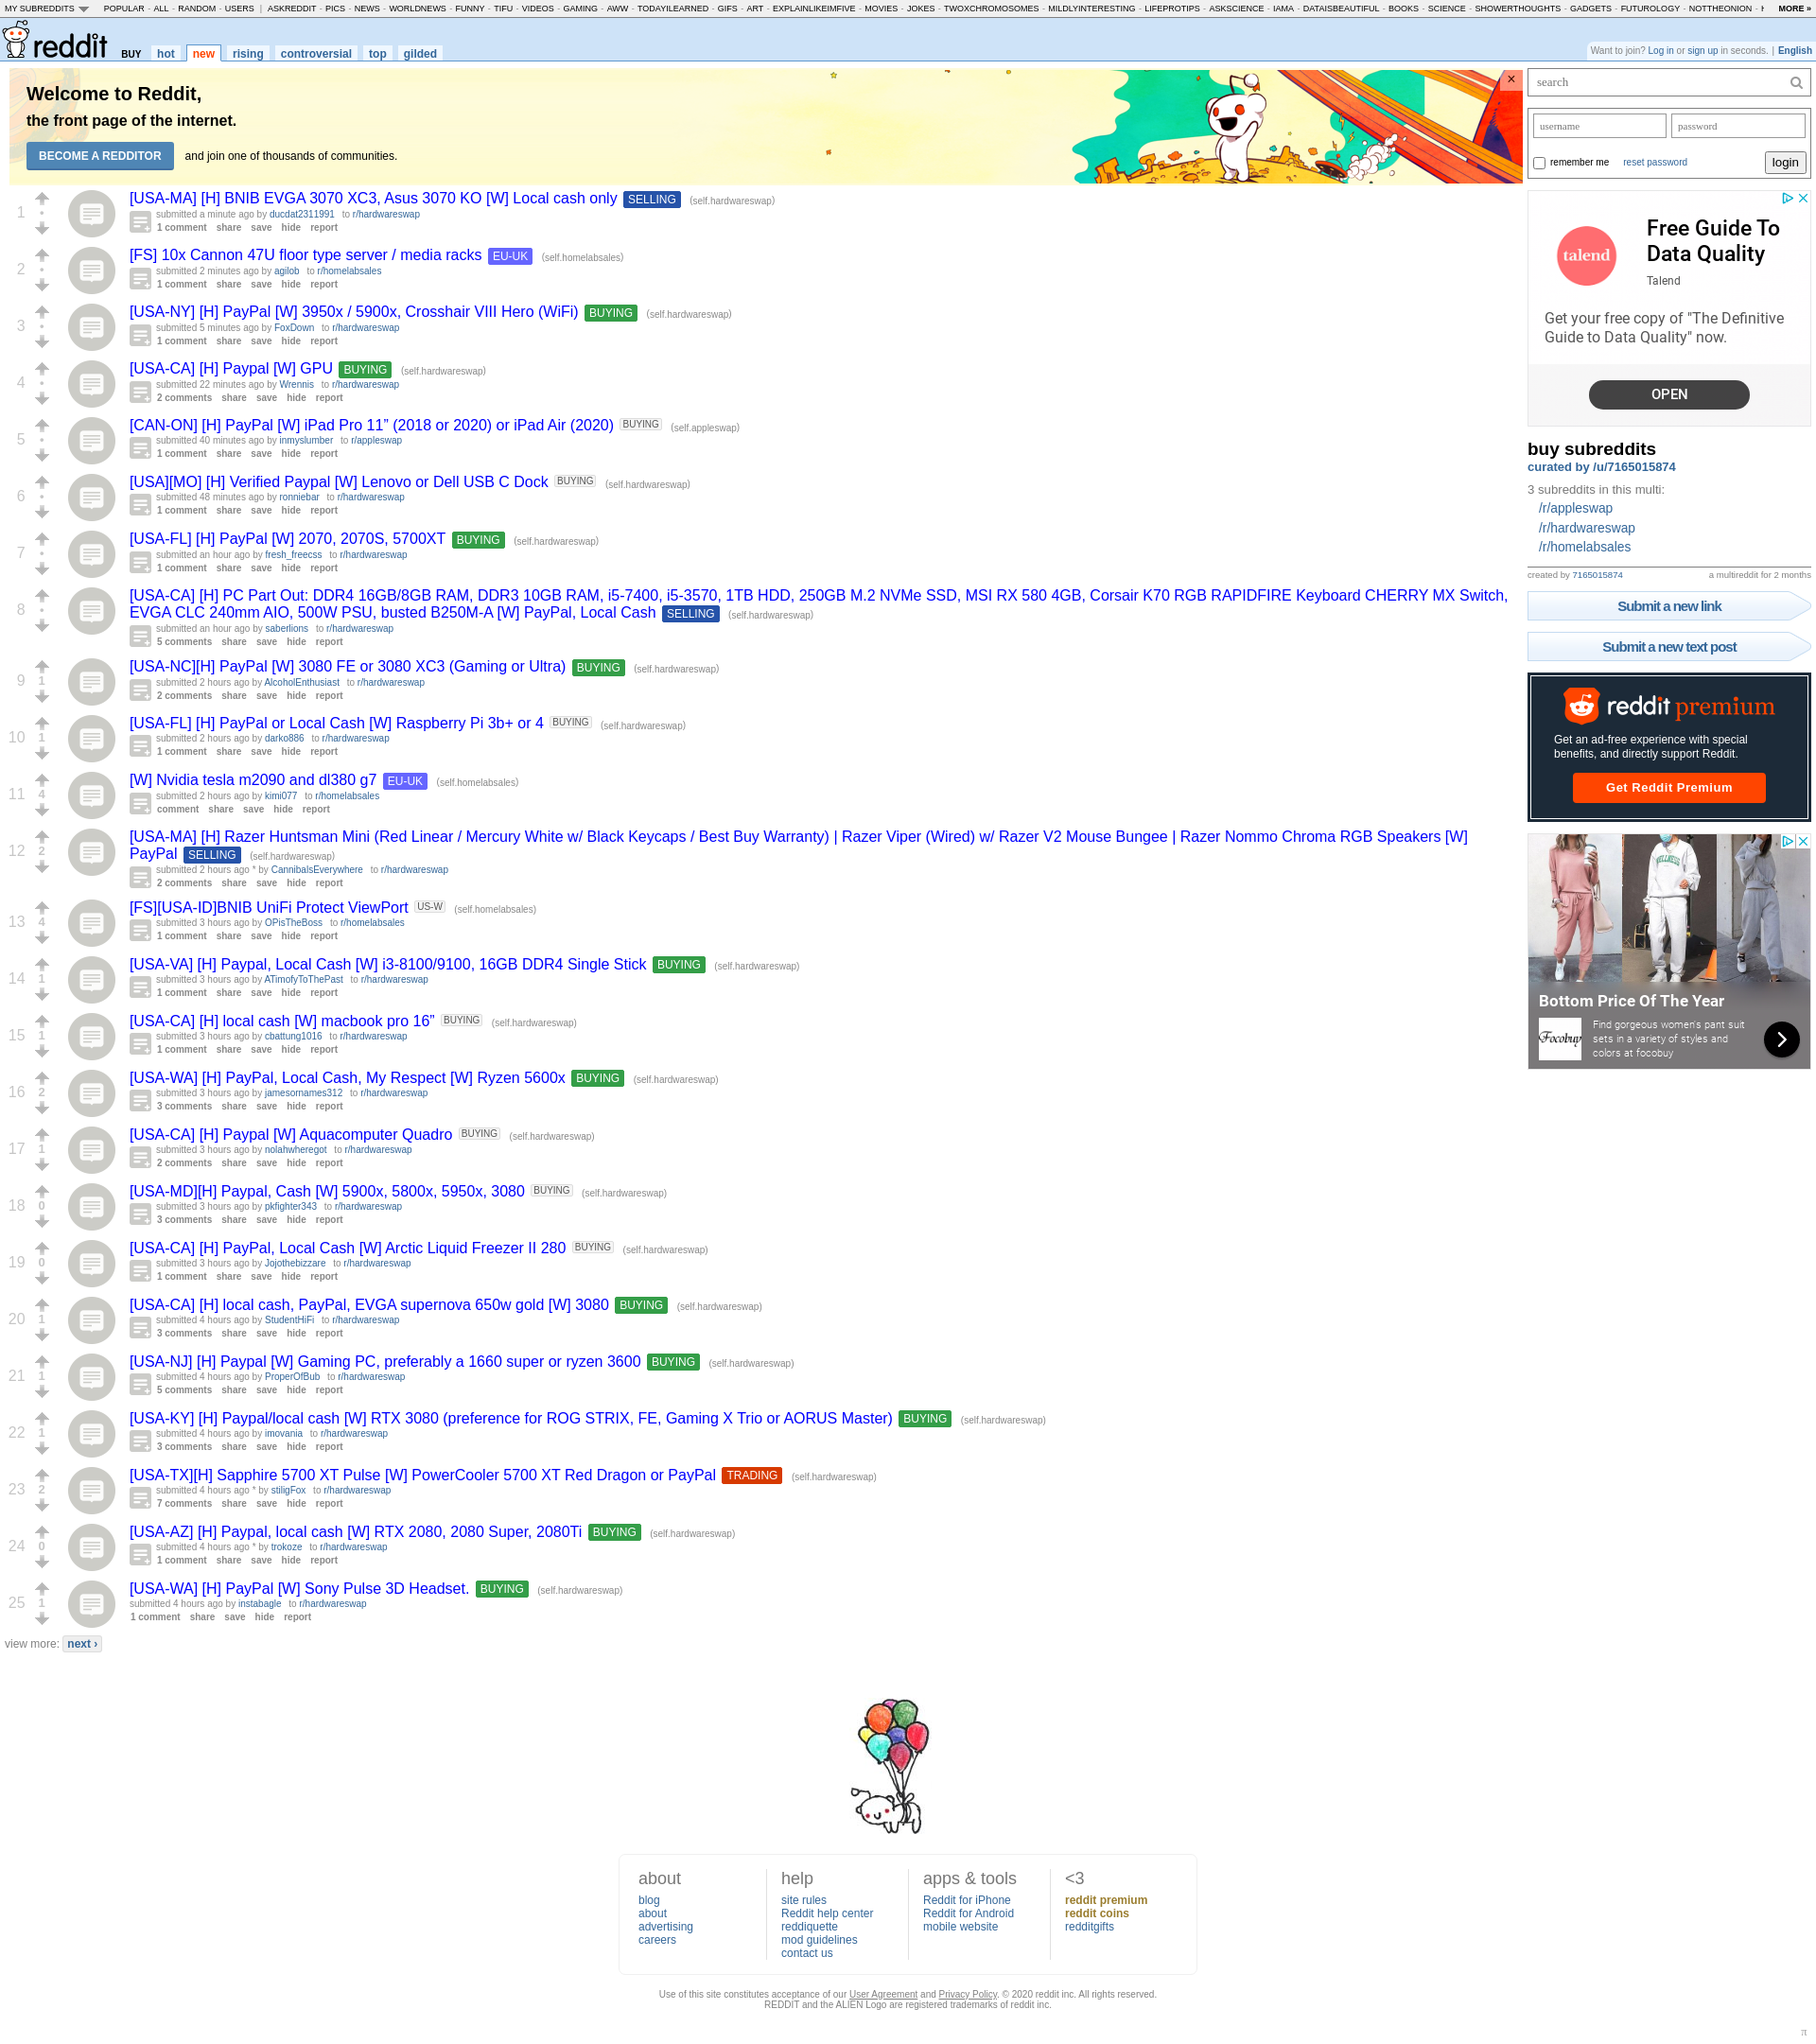 MY SUBREDDITS POPULAR - ALL - RANDOM - USERS | ASKREDDIT - PICS - NEWS - WORLDNEWS - FUNNY - TIFU - VIDEOS - GAMING - AWW - TODAYILEARNED - GIFS - ART - EXPLAINLIKEIMFIVE - MOVIES - JOKES - TWOXCHROMOSOMES - MILDLYINTERESTING - LIFEPROTIPS - ASKSCIENCE - IAMA - DATAISBEAUTIFUL - BOOKS - SCIENCE - SHOWERTHOUGHTS - GADGETS - FUTUROLOGY - NOTTHEONION - MORE »
reddit BUY hot new rising controversial top gilded
Want to join? Log in or sign up in seconds. | English
Welcome to Reddit,
the front page of the internet.
BECOME A REDDITOR and join one of thousands of communities.
×
1
[USA-MA] [H] BNIB EVGA 3070 XC3, Asus 3070 KO [W] Local cash only SELLING (self.hardwareswap)
submitted a minute ago by ducdat2311991 to r/hardwareswap
1 comment share save hide report
2
[FS] 10x Cannon 47U floor type server / media racks EU-UK (self.homelabsales)
submitted 2 minutes ago by agilob to r/homelabsales
1 comment share save hide report
3
[USA-NY] [H] PayPal [W] 3950x / 5900x, Crosshair VIII Hero (WiFi) BUYING (self.hardwareswap)
submitted 5 minutes ago by FoxDown to r/hardwareswap
1 comment share save hide report
4
[USA-CA] [H] Paypal [W] GPU BUYING (self.hardwareswap)
submitted 22 minutes ago by Wrennis to r/hardwareswap
2 comments share save hide report
5
[CAN-ON] [H] PayPal [W] iPad Pro 11” (2018 or 2020) or iPad Air (2020) BUYING (self.appleswap)
submitted 40 minutes ago by inmyslumber to r/appleswap
1 comment share save hide report
6
[USA][MO] [H] Verified Paypal [W] Lenovo or Dell USB C Dock BUYING (self.hardwareswap)
submitted 48 minutes ago by ronniebar to r/hardwareswap
1 comment share save hide report
7
[USA-FL] [H] PayPal [W] 2070, 2070S, 5700XT BUYING (self.hardwareswap)
submitted an hour ago by fresh_freecss to r/hardwareswap
1 comment share save hide report
8
[USA-CA] [H] PC Part Out: DDR4 16GB/8GB RAM, DDR3 10GB RAM, i5-7400, i5-3570, 1TB HDD, 250GB M.2 NVMe SSD, MSI RX 580 4GB, Corsair K70 RGB RAPIDFIRE Keyboard CHERRY MX Switch,
EVGA CLC 240mm AIO, 500W PSU, busted B250M-A [W] PayPal, Local Cash SELLING (self.hardwareswap)
submitted an hour ago by saberlions to r/hardwareswap
5 comments share save hide report
9 1
[USA-NC][H] PayPal [W] 3080 FE or 3080 XC3 (Gaming or Ultra) BUYING (self.hardwareswap)
submitted 2 hours ago by AlcoholEnthusiast to r/hardwareswap
2 comments share save hide report
10 1
[USA-FL] [H] PayPal or Local Cash [W] Raspberry Pi 3b+ or 4 BUYING (self.hardwareswap)
submitted 2 hours ago by darko886 to r/hardwareswap
1 comment share save hide report
11 4
[W] Nvidia tesla m2090 and dl380 g7 EU-UK (self.homelabsales)
submitted 2 hours ago by kimi077 to r/homelabsales
comment share save hide report
12 2
[USA-MA] [H] Razer Huntsman Mini (Red Linear / Mercury White w/ Black Keycaps / Best Buy Warranty) | Razer Viper (Wired) w/ Razer V2 Mouse Bungee | Razer Nommo Chroma RGB Speakers [W]
PayPal SELLING (self.hardwareswap)
submitted 2 hours ago * by CannibalsEverywhere to r/hardwareswap
2 comments share save hide report
13 4
[FS][USA-ID]BNIB UniFi Protect ViewPort US-W (self.homelabsales)
submitted 3 hours ago by OPisTheBoss to r/homelabsales
1 comment share save hide report
14 1
[USA-VA] [H] Paypal, Local Cash [W] i3-8100/9100, 16GB DDR4 Single Stick BUYING (self.hardwareswap)
submitted 3 hours ago by ATimofyToThePast to r/hardwareswap
1 comment share save hide report
15 1
[USA-CA] [H] local cash [W] macbook pro 16” BUYING (self.hardwareswap)
submitted 3 hours ago by cbattung1016 to r/hardwareswap
1 comment share save hide report
16 2
[USA-WA] [H] PayPal, Local Cash, My Respect [W] Ryzen 5600x BUYING (self.hardwareswap)
submitted 3 hours ago by jamesornames312 to r/hardwareswap
3 comments share save hide report
17 1
[USA-CA] [H] Paypal [W] Aquacomputer Quadro BUYING (self.hardwareswap)
submitted 3 hours ago by nolahwheregot to r/hardwareswap
2 comments share save hide report
18 0
[USA-MD][H] Paypal, Cash [W] 5900x, 5800x, 5950x, 3080 BUYING (self.hardwareswap)
submitted 3 hours ago by pkfighter343 to r/hardwareswap
3 comments share save hide report
19 0
[USA-CA] [H] PayPal, Local Cash [W] Arctic Liquid Freezer II 280 BUYING (self.hardwareswap)
submitted 3 hours ago by Jojothebizzare to r/hardwareswap
1 comment share save hide report
20 1
[USA-CA] [H] local cash, PayPal, EVGA supernova 650w gold [W] 3080 BUYING (self.hardwareswap)
submitted 4 hours ago by StudentHiFi to r/hardwareswap
3 comments share save hide report
21 1
[USA-NJ] [H] Paypal [W] Gaming PC, preferably a 1660 super or ryzen 3600 BUYING (self.hardwareswap)
submitted 4 hours ago by ProperOfBub to r/hardwareswap
5 comments share save hide report
22 1
[USA-KY] [H] Paypal/local cash [W] RTX 3080 (preference for ROG STRIX, FE, Gaming X Trio or AORUS Master) BUYING (self.hardwareswap)
submitted 4 hours ago by imovania to r/hardwareswap
3 comments share save hide report
23 2
[USA-TX][H] Sapphire 5700 XT Pulse [W] PowerCooler 5700 XT Red Dragon or PayPal TRADING (self.hardwareswap)
submitted 4 hours ago * by stiligFox to r/hardwareswap
7 comments share save hide report
24 0
[USA-AZ] [H] Paypal, local cash [W] RTX 2080, 2080 Super, 2080Ti BUYING (self.hardwareswap)
submitted 4 hours ago * by trokoze to r/hardwareswap
1 comment share save hide report
25 1
[USA-WA] [H] PayPal [W] Sony Pulse 3D Headset. BUYING (self.hardwareswap)
submitted 4 hours ago by instabagle to r/hardwareswap
1 comment share save hide report
view more: next ›
search
username password
remember me reset password login
talend
Free Guide To
Data Quality
Talend
Get your free copy of "The Definitive
Guide to Data Quality" now.
OPEN
buy subreddits
curated by /u/7165015874
3 subreddits in this multi:
/r/appleswap
/r/hardwareswap
/r/homelabsales
created by 7165015874 a multireddit for 2 months
Submit a new link
Submit a new text post
reddit premium
Get an ad-free experience with special
benefits, and directly support Reddit.
Get Reddit Premium
WELLNESS
Bottom Price Of The Year
Focobuy
Find gorgeous women's pant suit
sets in a variety of styles and
colors at focobuy
about
blog
about
advertising
careers
help
site rules
Reddit help center
reddiquette
mod guidelines
contact us
apps & tools
Reddit for iPhone
Reddit for Android
mobile website
<3
reddit premium
reddit coins
redditgifts
Use of this site constitutes acceptance of our User Agreement and Privacy Policy. © 2020 reddit inc. All rights reserved.
REDDIT and the ALIEN Logo are registered trademarks of reddit inc.
π